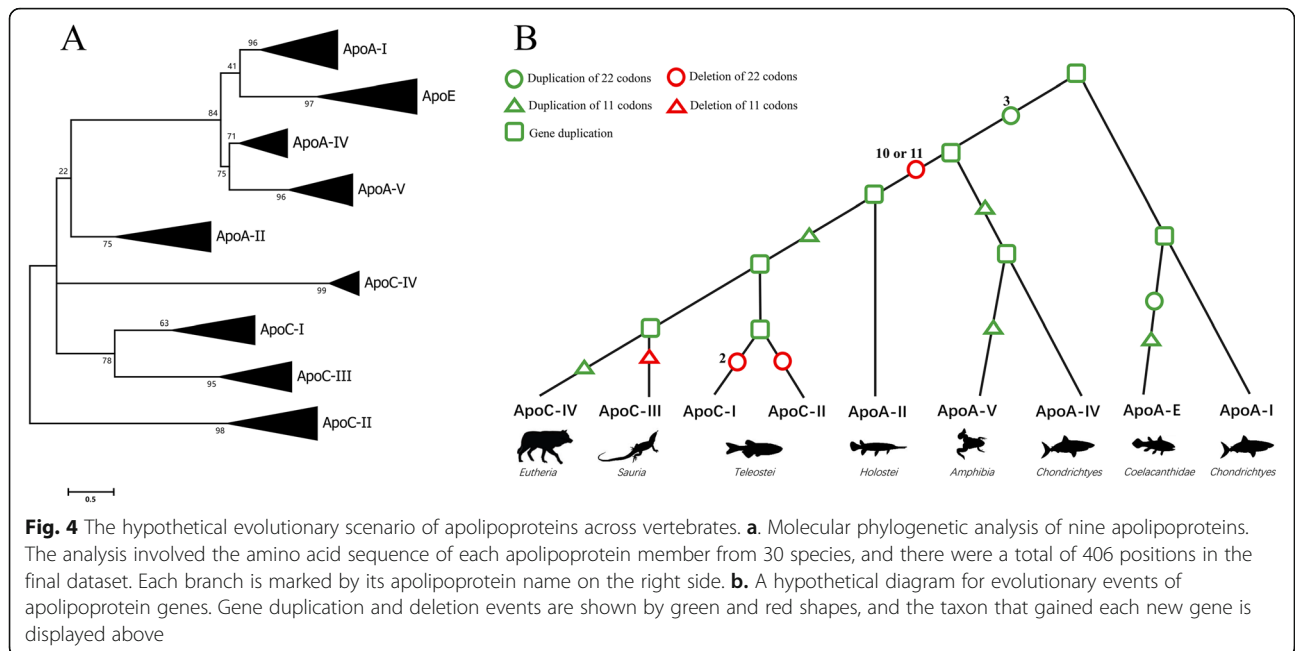 A
96
ApoA-I
41
ApoE
97
84
71
ApoA-IV
75
ApoA-V
96
22
ApoA-II
75
ApoC-IV
99
63
ApoC-I
78
ApoC-III
95
ApoC-II
98
0.5
B
Duplication of 22 codons
Deletion of 22 codons
Duplication of 11 codons
Deletion of 11 codons
Gene duplication
3
10 or 11
2
ApoC-IV ApoC-III ApoC-I ApoC-II ApoA-II ApoA-V ApoA-IV ApoA-E ApoA-I
Eutheria Sauria Teleostei Holostei Amphibia Chondrichtyes Coelacanthidae Chondrichtyes
Fig. 4 The hypothetical evolutionary scenario of apolipoproteins across vertebrates. a. Molecular phylogenetic analysis of nine apolipoproteins.
The analysis involved the amino acid sequence of each apolipoprotein member from 30 species, and there were a total of 406 positions in the
final dataset. Each branch is marked by its apolipoprotein name on the right side. b. A hypothetical diagram for evolutionary events of
apolipoprotein genes. Gene duplication and deletion events are shown by green and red shapes, and the taxon that gained each new gene is
displayed above